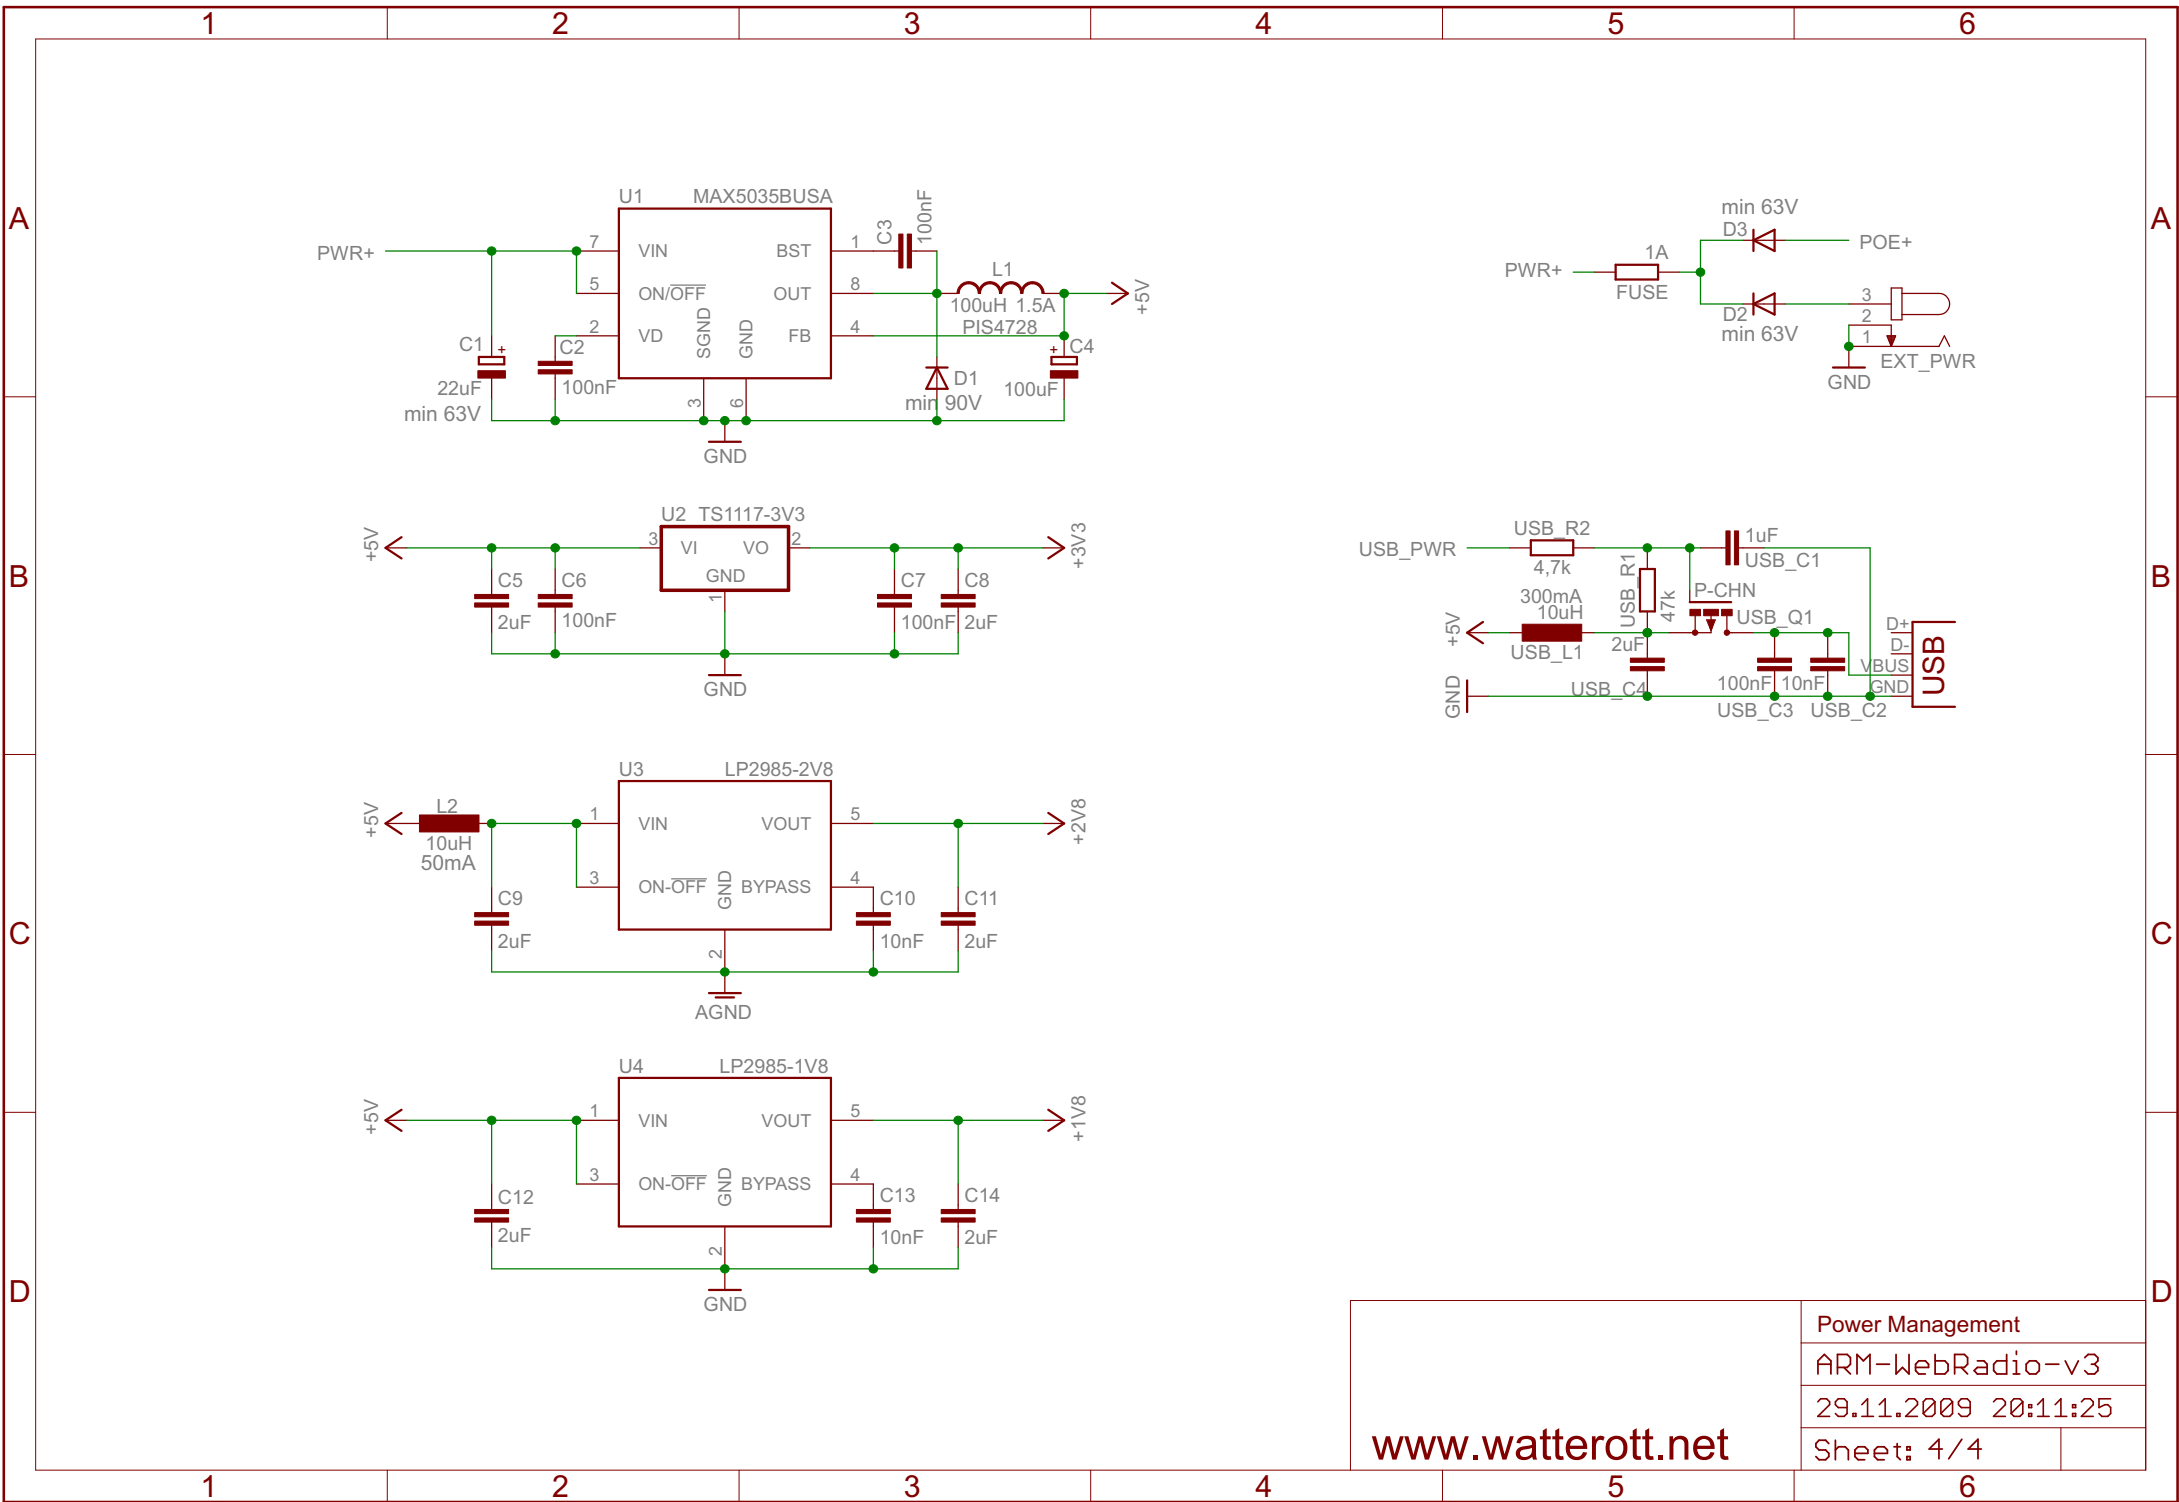 1 2 3 4 5 6
A A
U1 MAX5035BUSA
PWR+
7 VIN BST 1
5 ON/OFF OUT 8
2 VD FB 4
SGND GND
3 6
C1 +
22uF
min 63V
C2
100nF
C3
100nF
L1
100uH 1.5A
PIS4728
+5V
D1
min 90V
+ C4
100uF
GND
min 63V
D3
POE+
PWR+
1A
FUSE
D2
min 63V
3
2
1
EXT_PWR
GND
B B
U2 TS1117-3V3
+5V
3 VI VO 2
GND
1
+3V3
C5
2uF
C6
100nF
C7
100nF
C8
2uF
GND
USB_PWR
USB_R2
4,7k
USB_R1
47k
1uF
USB_C1
P-CHN
USB_Q1
300mA
10uH
USB_L1
+5V
2uF
USB_C4
100nF
USB_C3
10nF
USB_C2
GND
D+
D-
VBUS
GND
USB
C C
U3 LP2985-2V8
+5V
L2
10uH
50mA
1 VIN VOUT 5
3 ON-OFF GND BYPASS 4
2
+2V8
C9
2uF
C10
10nF
C11
2uF
AGND
D D
U4 LP2985-1V8
+5V
1 VIN VOUT 5
3 ON-OFF GND BYPASS 4
2
+1V8
C12
2uF
C13
10nF
C14
2uF
GND
Power Management
ARM-WebRadio-v3
29.11.2009 20:11:25
www.watterott.net
Sheet: 4/4
1 2 3 4 5 6